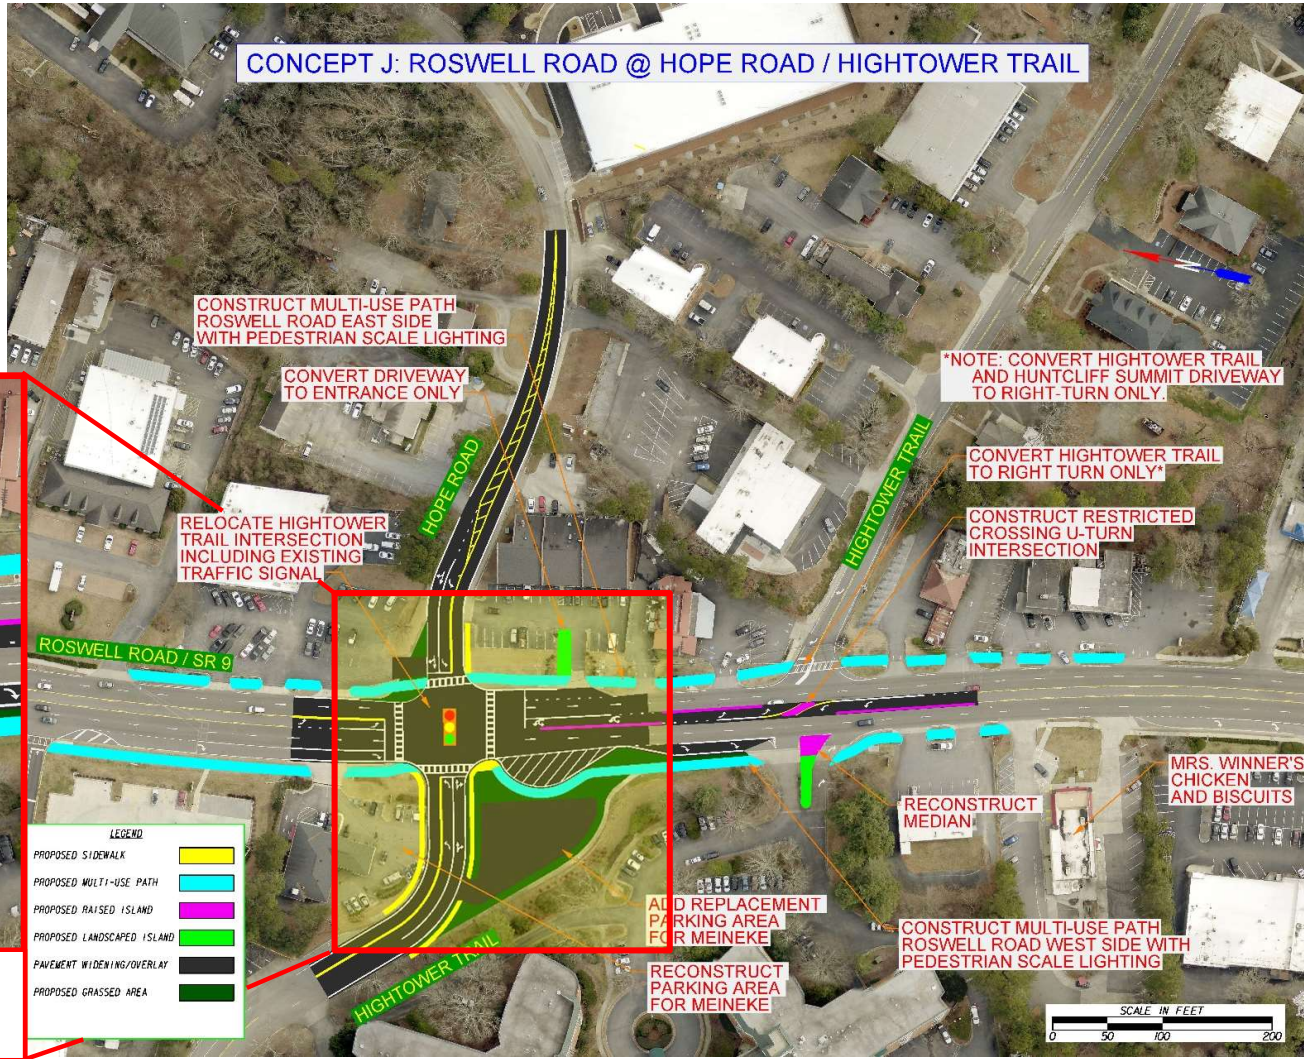 CONCEPT J: ROSWELL ROAD @ HOPE ROAD / HIGHTOWER TRAIL
CONSTRUCT MULTI-USE PATH
ROSWELL ROAD EAST SIDE
WITH PEDESTRIAN SCALE LIGHTING
CONVERT DRIVEWAY
TO ENTRANCE ONLY
N
*NOTE: CONVERT HIGHTOWER TRAIL
AND HUNTCLIFF SUMMIT DRIVEWAY
TO RIGHT-TURN ONLY.
HOPE ROAD
HIGHTOWER TRAIL
CONVERT HIGHTOWER TRAIL
TO RIGHT TURN ONLY*
CONSTRUCT RESTRICTED
CROSSING U-TURN
INTERSECTION
RELOCATE HIGHTOWER
TRAIL INTERSECTION
INCLUDING EXISTING
TRAFFIC SIGNAL
ROSWELL ROAD / SR 9
MRS. WINNER'S
CHICKEN
AND BISCUITS
RECONSTRUCT
MEDIAN
ADD REPLACEMENT
PARKING AREA
FOR MEINEKE
CONSTRUCT MULTI-USE PATH
ROSWELL ROAD WEST SIDE WITH
PEDESTRIAN SCALE LIGHTING
RECONSTRUCT
PARKING AREA
FOR MEINEKE
HIGHTOWER TRAIL
LEGEND
PROPOSED SIDEWALK
PROPOSED MULTI-USE PATH
PROPOSED RAISED ISLAND
PROPOSED LANDSCAPED ISLAND
PAVEMENT WIDENING/OVERLAY
PROPOSED GRASSED AREA
SCALE IN FEET
0 50 100 200